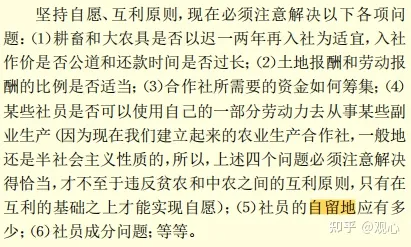 坚持自愿、互利原则，现在必须注意解决以下各项问
题：(1)耕畜和大农具是否以迟一两年再入社为适宜，入社
作价是否公道和还款时间是否过长；(2)土地报酬和劳动报
酬的比例是否适当；(3)合作社所需要的资金如何筹集；(4)
某些社员是否可以使用自己的一部分劳动力去从事某些副
业生产(因为现在我们建立起来的农业生产合作社，一般地
还是半社会主义性质的，所以，上述四个问题必须注意解决
得恰当，才不至于违反贫农和中农之间的互利原则，只有在
互利的基础之上才能实现自愿)；(5)社员的自留地应有多
少；(6)社员成分问题；等等。
知乎 @观心